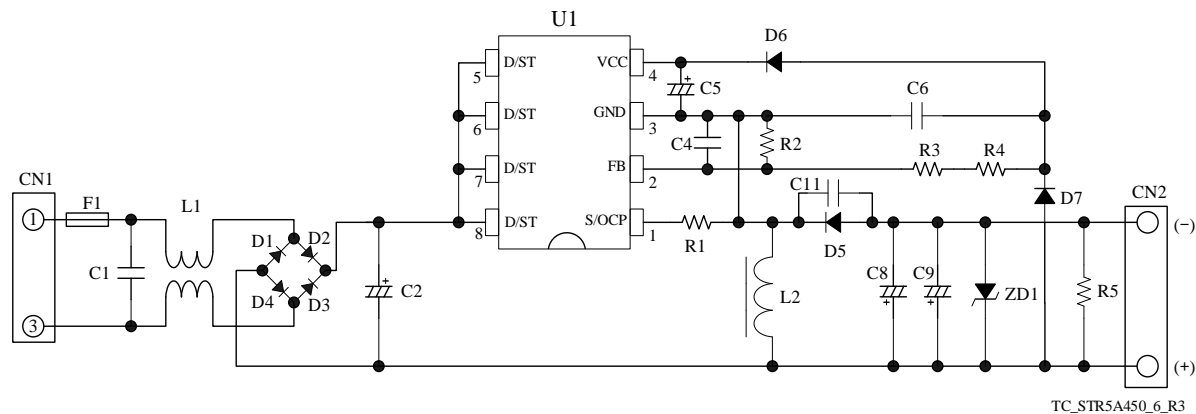 U1
D/ST 5
VCC 4
D6
D/ST 6
GND 3
+ C5
C6
D/ST 7
FB 2
C4
R2
R3
R4
D/ST 8
S/OCP 1
R1
C11
D5
D7
CN1
1
F1
L1
C1
3
D1
D2
D4
D3
+ C2
L2
C8 +
C9 +
ZD1
R5
CN2
(−)
(+)
TC_STR5A450_6_R3